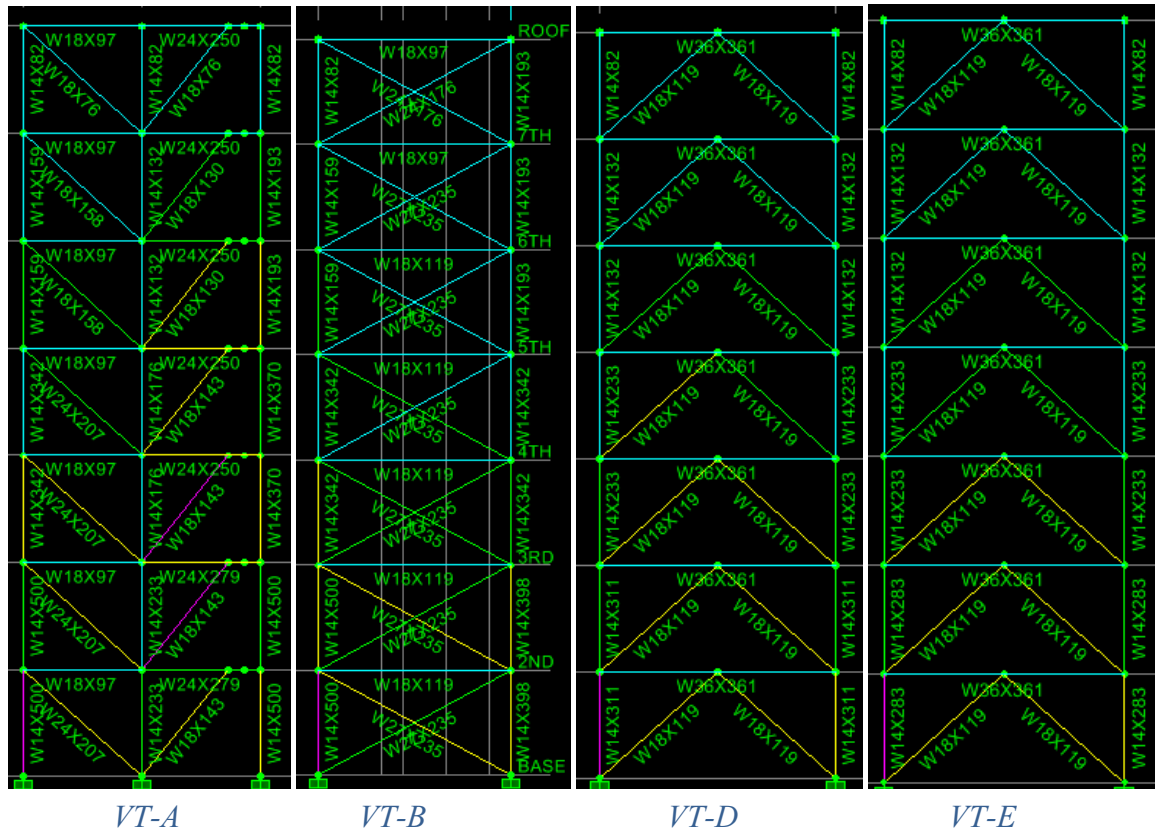 W18X97 W24X250
W14X82 W18X76 W14X82 W18X76 W14X82
W18X97 W24X250
W14X159 W18X158 W14X132 W18X130 W14X193
W18X97 W24X250
W14X159 W18X158 W14X132 W18X130 W14X193
W18X97 W24X250
W14X342 W24X207 W14X176 W18X143 W14X370
W18X97 W24X250
W14X342 W24X207 W14X176 W18X143 W14X370
W18X97 W24X279
W14X500 W24X207 W14X233 W18X143 W14X500
W18X97 W24X279
W14X500 W24X207 W14X233 W18X143 W14X500
VT-A
ROOF
W18X97
W14X82 W14X193
7TH
W18X97
W14X159 W14X193
6TH
W18X119
W14X159 W14X193
5TH
W18X119
W14X342 W14X342
4TH
W18X119
W14X342 W14X342
3RD
W18X119
W14X500 W14X398
2ND
W18X119
W14X500 W14X398
BASE
VT-B
W36X361
W14X82 W18X119 W18X119 W14X82
W36X361
W14X132 W18X119 W18X119 W14X132
W36X361
W14X132 W18X119 W18X119 W14X132
W36X361
W14X233 W18X119 W18X119 W14X233
W36X361
W14X233 W18X119 W18X119 W14X233
W36X361
W14X311 W18X119 W18X119 W14X311
W36X361
W14X311 W18X119 W18X119 W14X311
VT-D
W36X361
W14X82 W18X119 W18X119 W14X82
W36X361
W14X132 W18X119 W18X119 W14X132
W36X361
W14X132 W18X119 W18X119 W14X132
W36X361
W14X233 W18X119 W18X119 W14X233
W36X361
W14X233 W18X119 W18X119 W14X233
W36X361
W14X283 W18X119 W18X119 W14X283
W36X361
W14X283 W18X119 W18X119 W14X283
VT-E